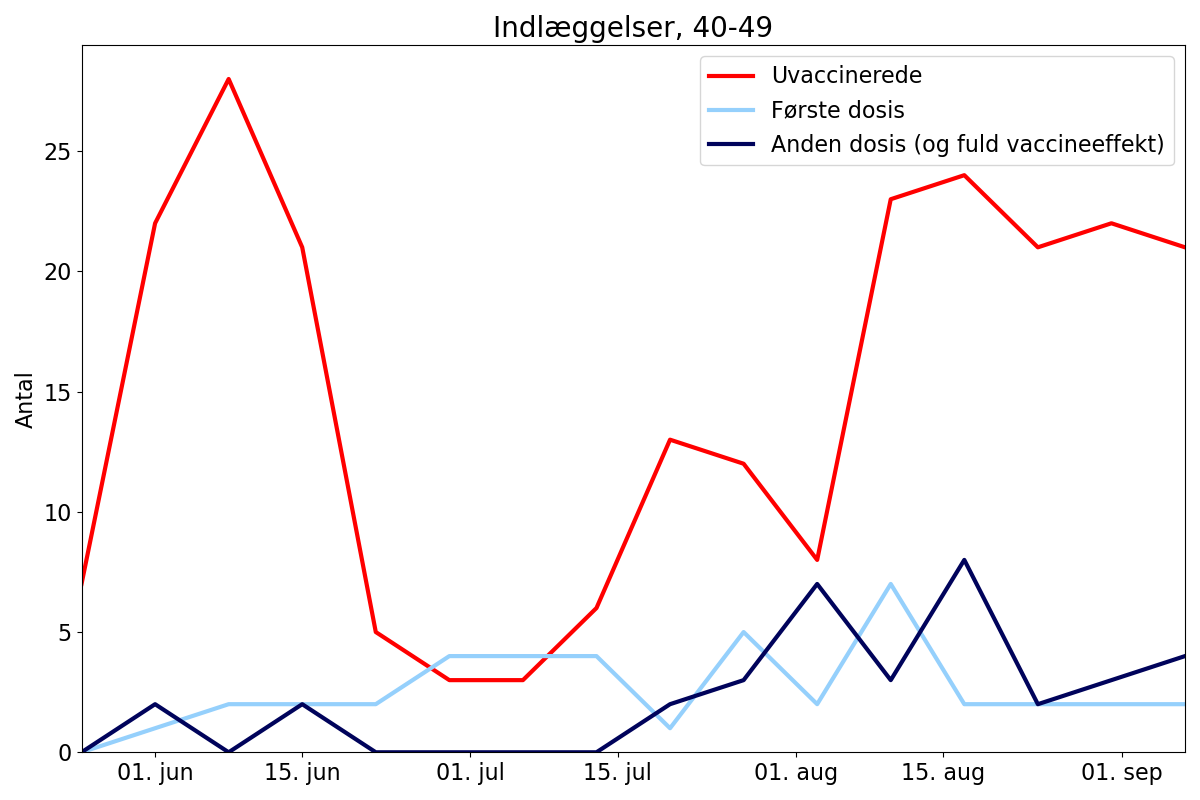 Indlæggelser, 40-49
Uvaccinerede
Første dosis
Anden dosis (og fuld vaccineeffekt)
Antal
25
20
15
10
5
0
01. jun
15. jun
01. jul
15. jul
01. aug
15. aug
01. sep